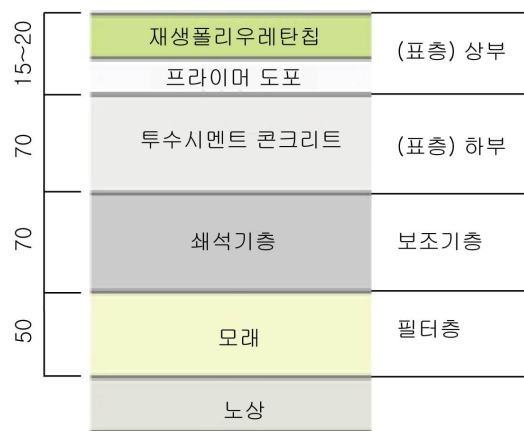 15~20
재생폴리우레탄칩
프라이머 도포
(표층) 상부
70
투수시멘트 콘크리트
(표층) 하부
70
쇄석기층
보조기층
50
모래
필터층
노상